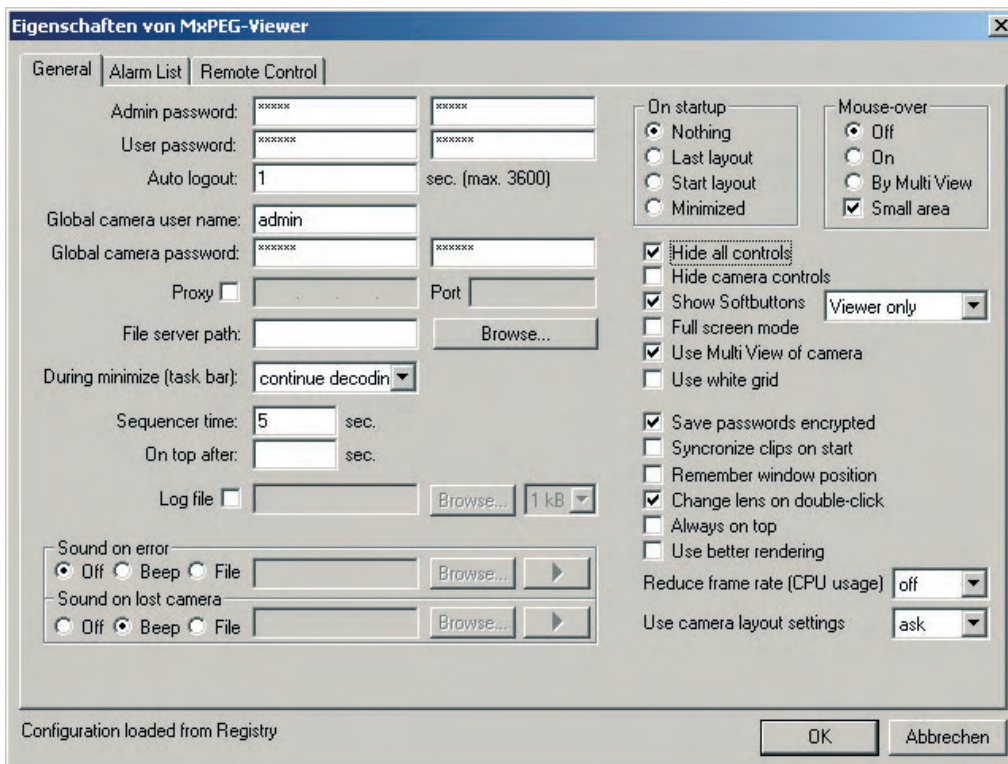 Eigenschaften von MxPEG-Viewer
General
Alarm List
Remote Control
Admin password: ***** *****
User password: ****** ******
Auto logout: 1 sec. (max. 3600)
Global camera user name: admin
Global camera password: ****** ******
Proxy . . . Port
File server path: Browse...
During minimize (task bar): continue decodin
Sequencer time: 5 sec.
On top after: sec.
Log file Browse... 1 kB
Sound on error
Off Beep File Browse...
Sound on lost camera
Off Beep File Browse...
On startup
Nothing
Last layout
Start layout
Minimized
Mouse-over
Off
On
By Multi View
Small area
Hide all controls
Hide camera controls
Show Softbuttons Viewer only
Full screen mode
Use Multi View of camera
Use white grid
Save passwords encrypted
Syncronize clips on start
Remember window position
Change lens on double-click
Always on top
Use better rendering
Reduce frame rate (CPU usage) off
Use camera layout settings ask
Configuration loaded from Registry
OK
Abbrechen